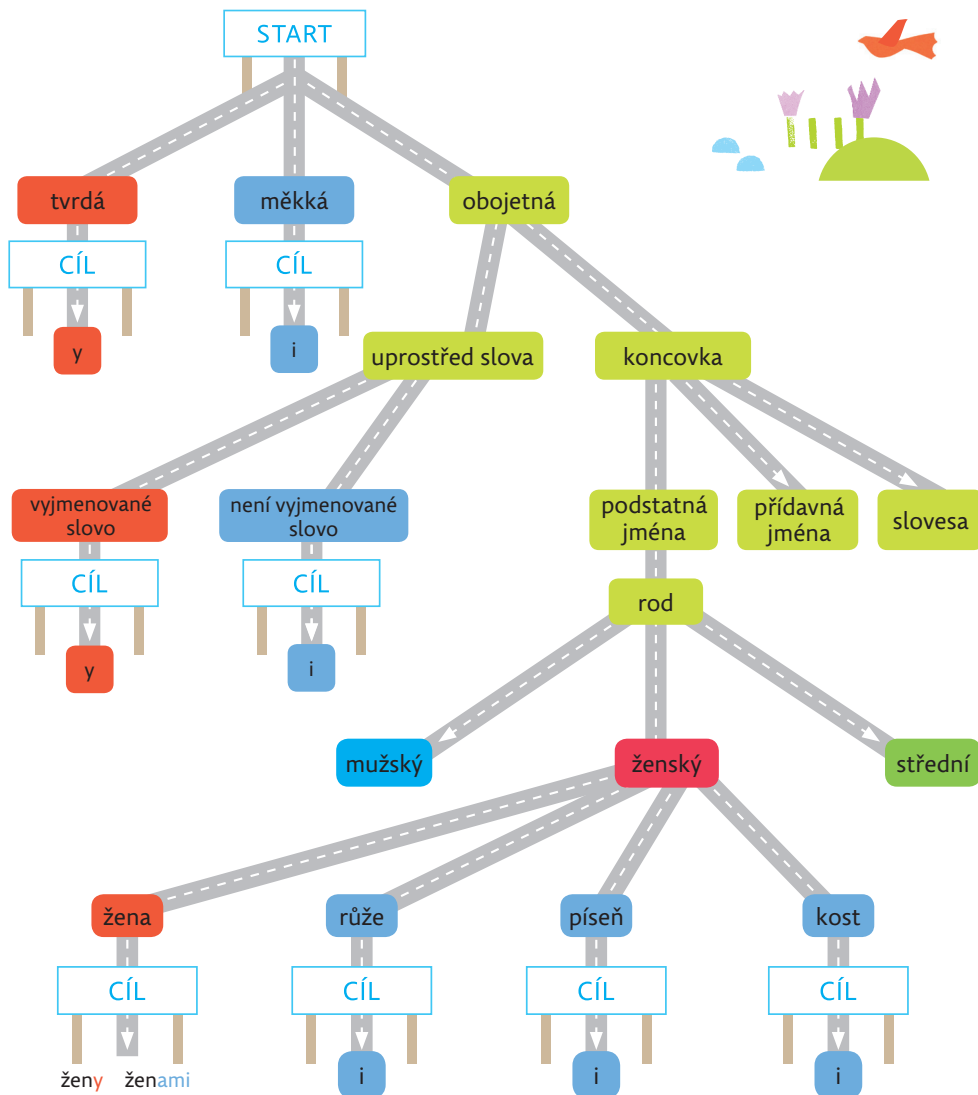 START
tvrdá
měkká
obojetná
CÍL
CÍL
y
i
uprostřed slova
koncovka
vyjmenované
slovo
není vyjmenované
slovo
podstatná
jména
přídavná
jména
slovesa
CÍL
CÍL
rod
y
i
mužský
ženský
střední
žena
růže
píseň
kost
CÍL
CÍL
CÍL
CÍL
ženy ženami
i
i
i